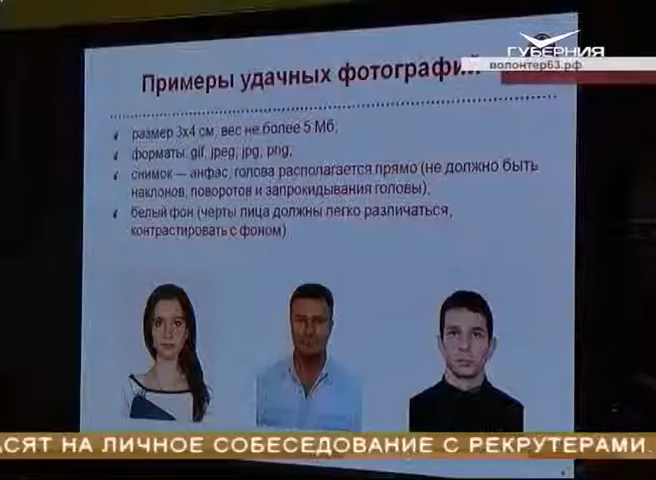 ГУБЕРНИЯ
волонтер63.рф
Примеры удачных фотографий
размер 3х4 см, вес не более 5 Мб;
форматы: gif, jpeg, jpg, png;
снимок — анфас, голова располагается прямо (не должно быть
наклонов, поворотов и запрокидывания головы);
белый фон (черты лица должны легко различаться,
контрастировать с фоном)
АСЯТ НА ЛИЧНОЕ СОБЕСЕДОВАНИЕ С РЕКРУТЕРАМИ.